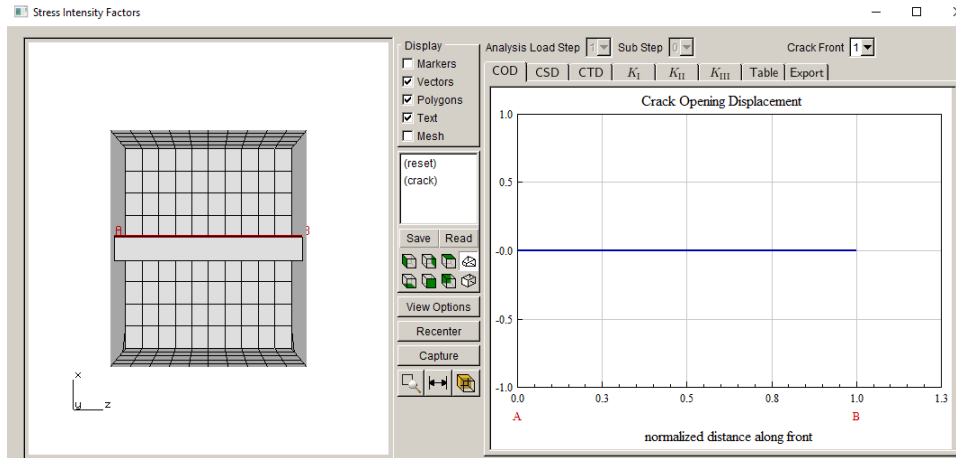 Stress Intensity Factors
Display
Markers
Vectors
Polygons
Text
Mesh
(reset)
(crack)
Save Read
View Options
Recenter
Capture
A
B
x
y z
Analysis Load Step 1 Sub Step 0 Crack Front 1
COD CSD CTD KI KII KIII Table Export
Crack Opening Displacement
1.0
0.5
-0.0
-0.5
-1.0
0.0 0.3 0.5 0.8 1.0 1.3
A B
normalized distance along front